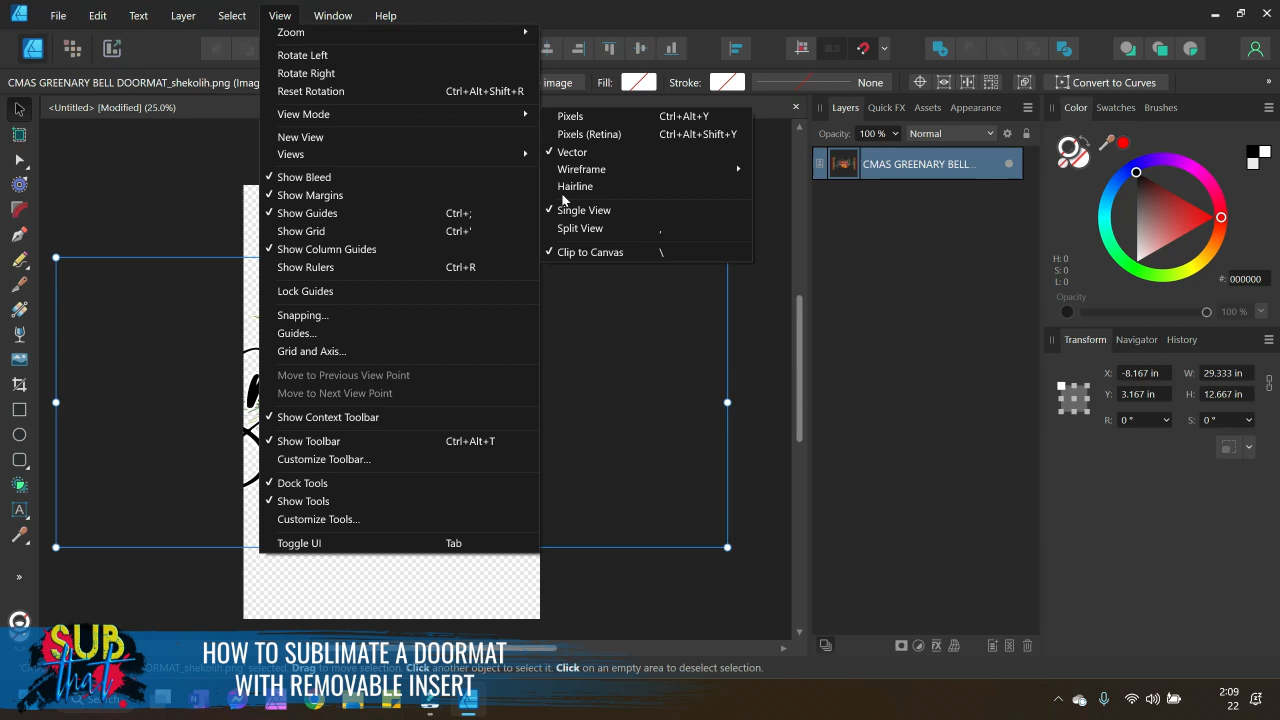 File
Edit
Text
Layer
Select
View
Window
Help
CMAS GREENARY BELL DOORMAT_shekolih.png (Imag
image
Fill:
Stroke:
None
Convert to Curves
<Untitled> [Modified] (25.0%)
Zoom
Rotate Left
Rotate Right
Reset Rotation Ctrl+Alt+Shift+R
View Mode
New View
Views
Show Bleed
Show Margins
Show Guides Ctrl+;
Show Grid Ctrl+'
Show Column Guides
Show Rulers Ctrl+R
Lock Guides
Snapping...
Guides...
Grid and Axis...
Move to Previous View Point
Move to Next View Point
Show Context Toolbar
Show Toolbar Ctrl+Alt+T
Customize Toolbar...
Dock Tools
Show Tools
Customize Tools...
Toggle UI Tab
Pixels Ctrl+Alt+Y
Pixels (Retina) Ctrl+Alt+Shift+Y
Vector
Wireframe
Hairline
Single View
Split View ,
Clip to Canvas \
Layers Quick FX Assets Appearance
Opacity: 100 % Normal
CMAS GREENARY BELL...
Color Swatches Brushes
H: 0
S: 0
L: 0
#: 000000
Opacity
100 %
Transform Navigator History
X: -8.167 in W: 29.333 in
Y: 3.167 in H: 12.667 in
R: 0 ° S: 0 °
DOORMAT_shekolih.png' selected. Drag to move selection. Click another object to select it. Click on an empty area to deselect selection.
SUB
that.
HOW TO SUBLIMATE A DOORMAT
WITH REMOVABLE INSERT
Search
22